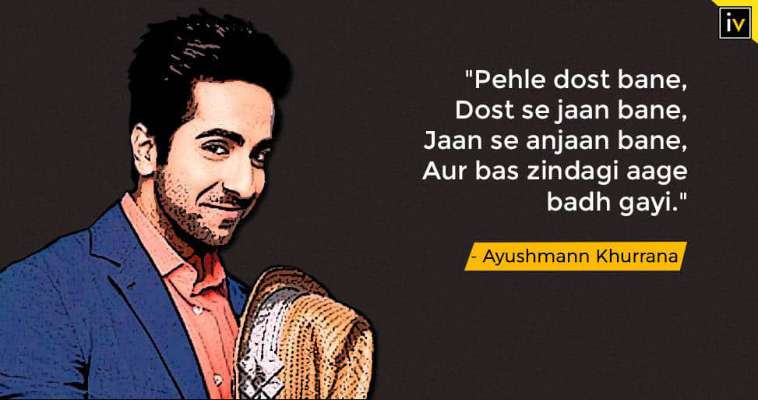 iv
"Pehle dost bane,
Dost se jaan bane,
Jaan se anjaan bane,
Aur bas zindagi aage
badh gayi."
- Ayushmann Khurrana